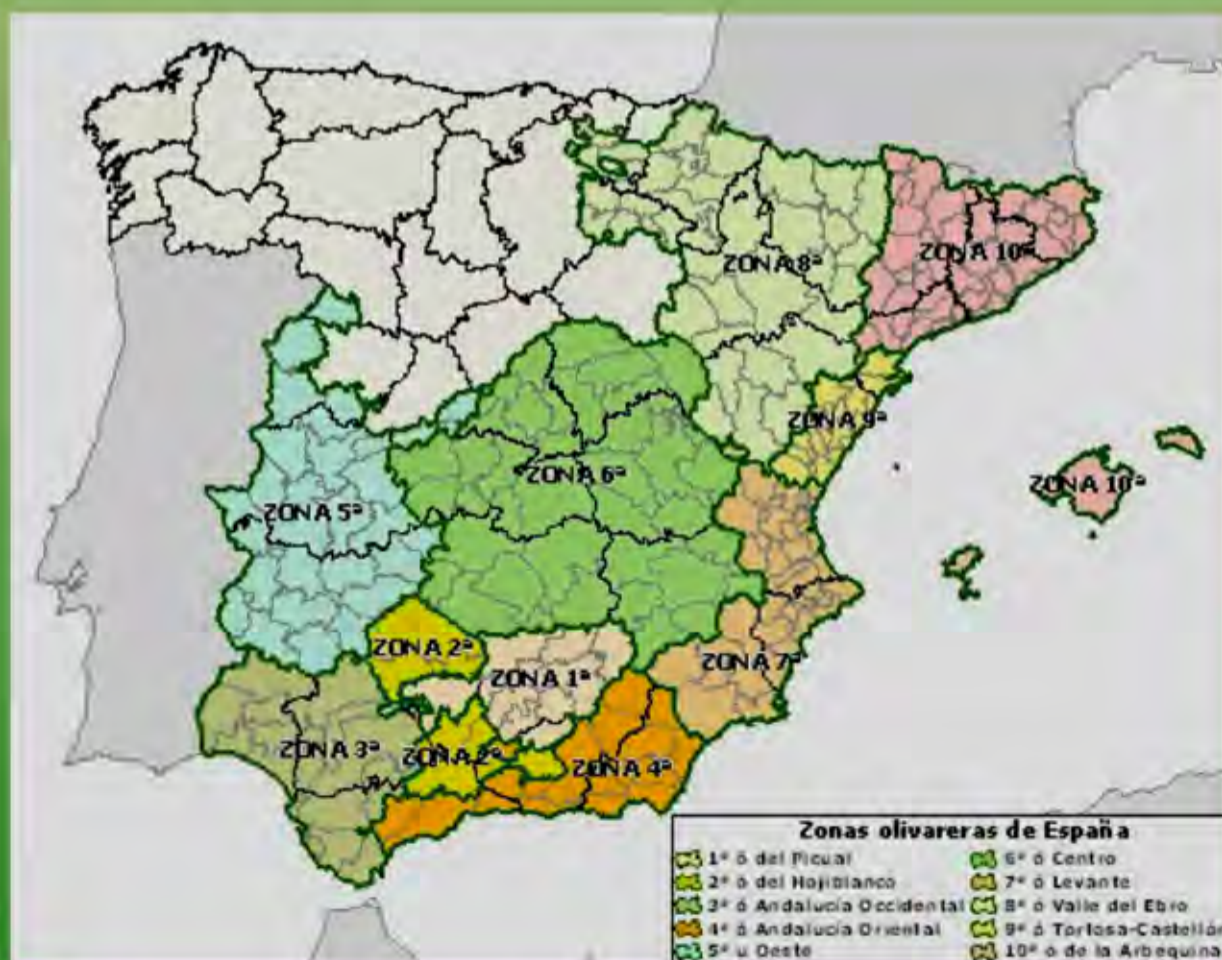 ZONA 8ª
ZONA 10ª
ZONA 9ª
ZONA 6ª
ZONA 10ª
ZONA 5ª
ZONA 2ª
ZONA 7ª
ZONA 1ª
ZONA 3ª
ZONA 2ª
ZONA 4ª
Zonas olivareras de España
1ª ó del Picual
2ª ó del Hojiblanco
3ª ó Andalucía Occidental
4ª ó Andalucía Oriental
5ª u Oeste
6ª ó Centro
7ª ó Levante
8ª ó Valle del Ebro
9ª ó Tortosa-Castellón
10ª ó de la Arbequina